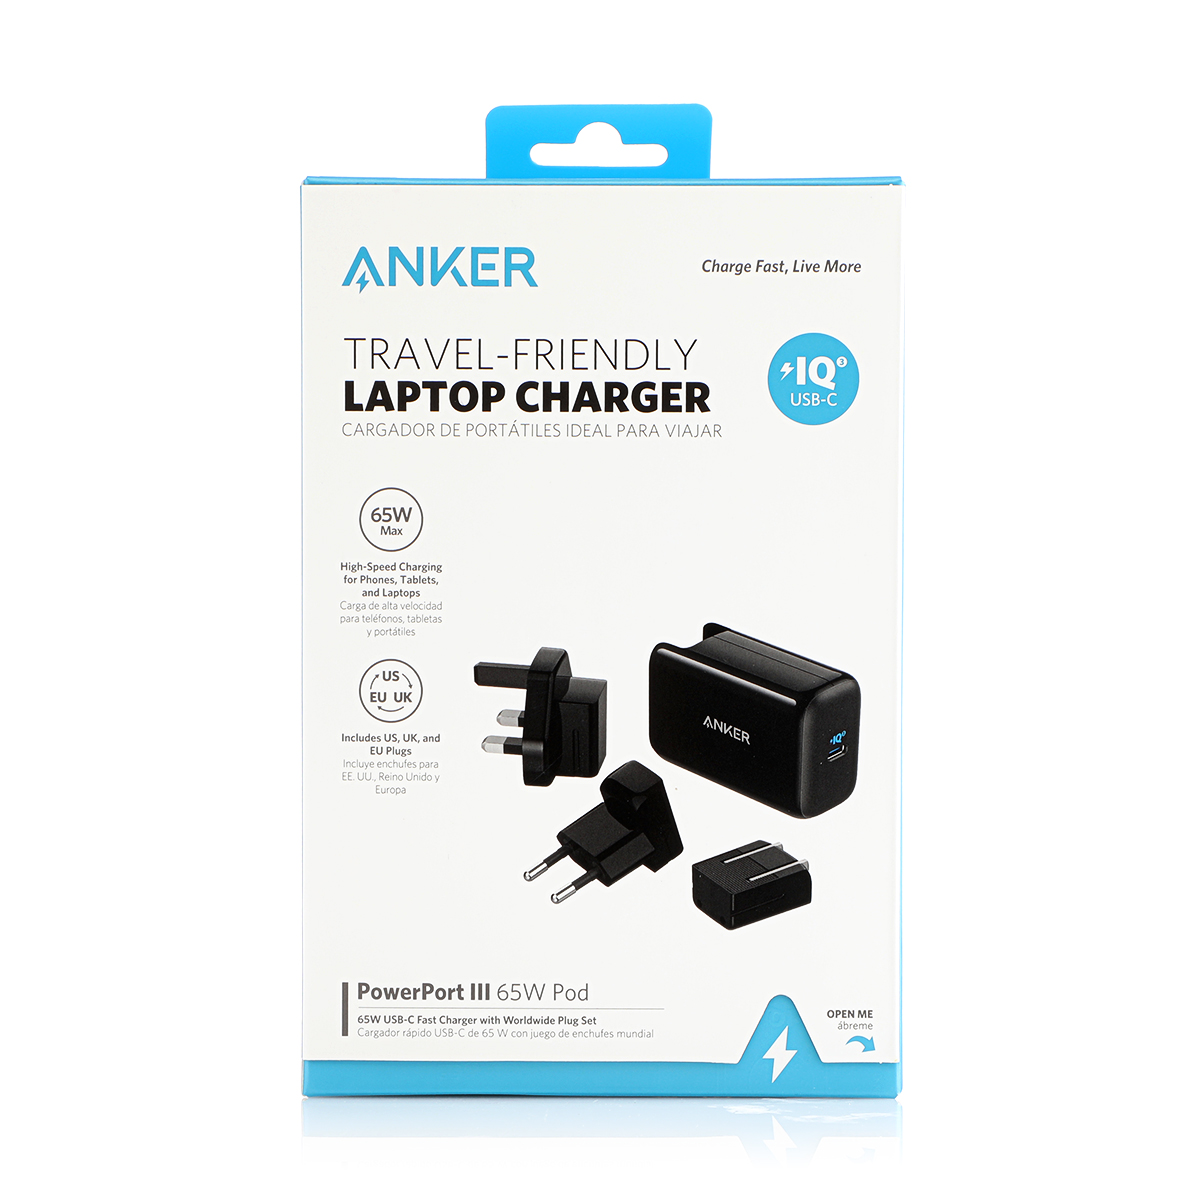 ANKER
Charge Fast, Live More
TRAVEL-FRIENDLY
LAPTOP CHARGER
CARGADOR DE PORTÁTILES IDEAL PARA VIAJAR
IQ3
USB-C
65W
Max
High-Speed Charging
for Phones, Tablets,
and Laptops
Carga de alta velocidad
para teléfonos, tabletas
y portátiles
US
EU UK
Includes US, UK, and
EU Plugs
Incluye enchufes para
EE. UU., Reino Unido y
Europa
ANKER
IQ3
PowerPort III 65W Pod
65W USB-C Fast Charger with Worldwide Plug Set
Cargador rápido USB-C de 65 W con juego de enchufes mundial
OPEN ME
ábreme